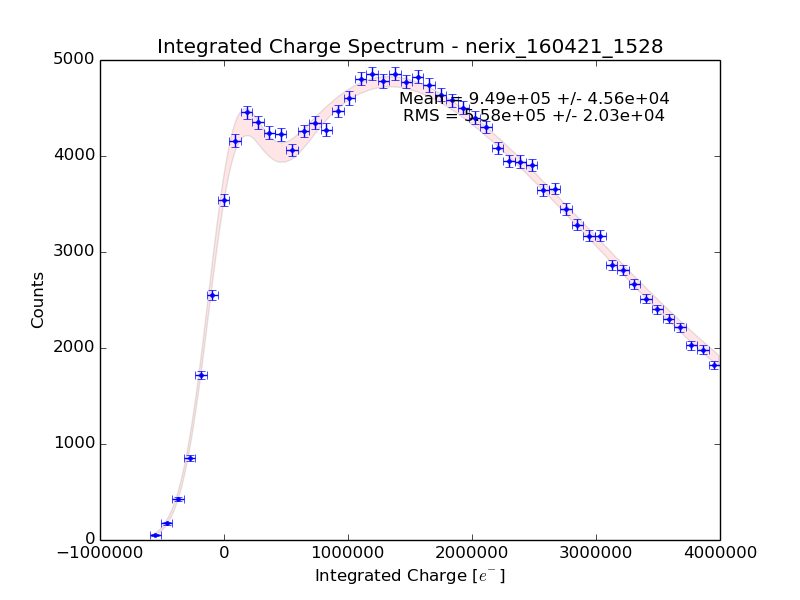 Integrated Charge Spectrum - nerix_160421_1528
5000
Mean = 9.49e+05 +/- 4.56e+04
RMS = 5.58e+05 +/- 2.03e+04
4000
3000
Counts
2000
1000
0
−1000000 0 1000000 2000000 3000000 4000000
Integrated Charge [e⁻]